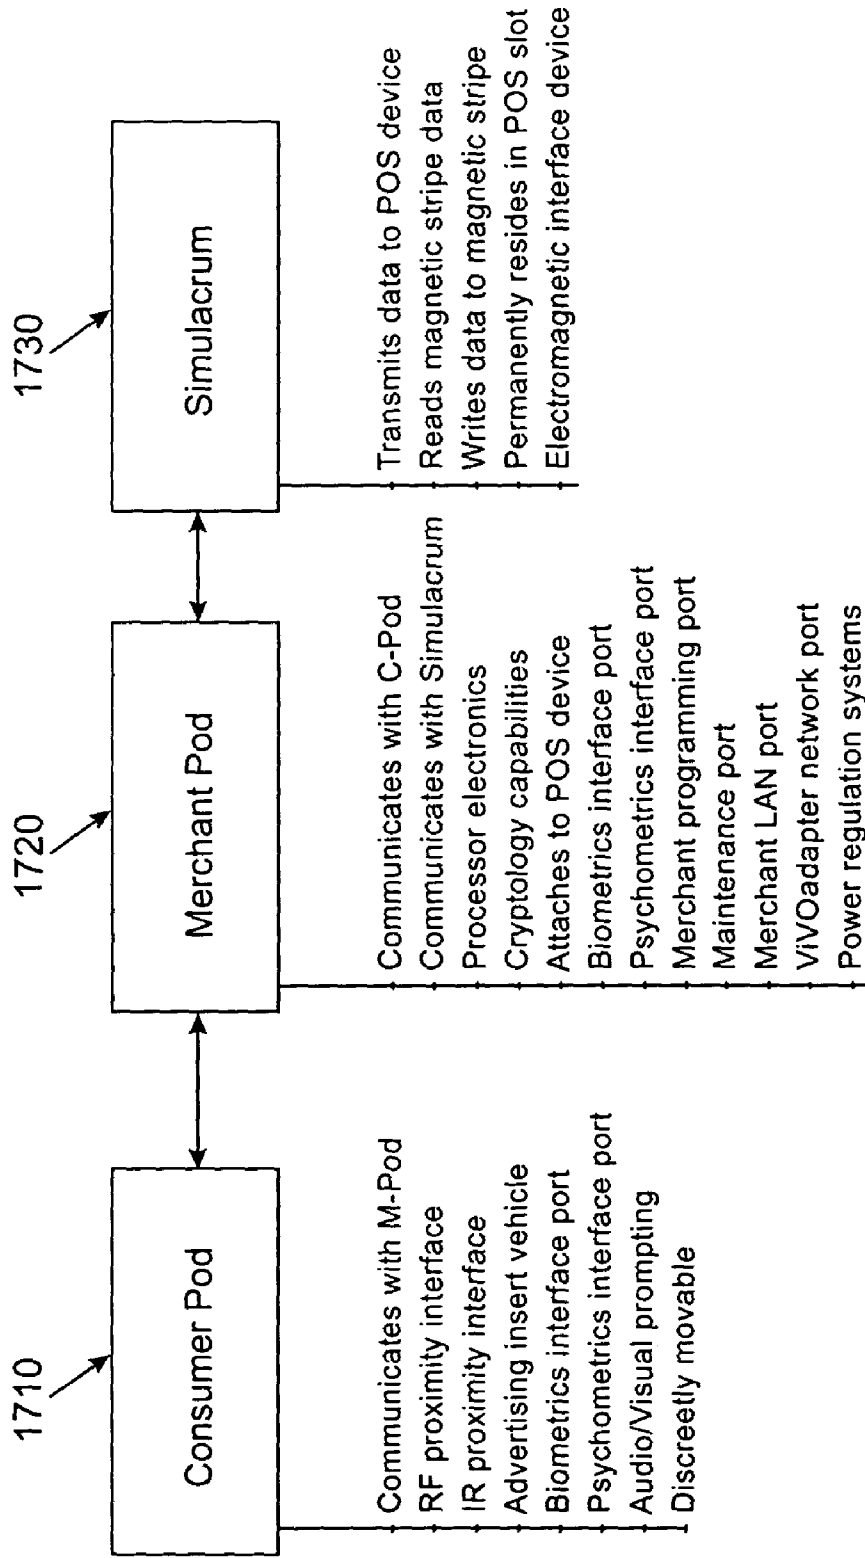 1710
Consumer Pod
Communicates with M-Pod
RF proximity interface
IR proximity interface
Advertising insert vehicle
Biometrics interface port
Psychometrics interface port
Audio/Visual prompting
Discreetly movable
1720
Merchant Pod
Communicates with C-Pod
Communicates with Simulacrum
Processor electronics
Cryptology capabilities
Attaches to POS device
Biometrics interface port
Psychometrics interface port
Merchant programming port
Maintenance port
Merchant LAN port
ViVOadapter network port
Power regulation systems
1730
Simulacrum
Transmits data to POS device
Reads magnetic stripe data
Writes data to magnetic stripe
Permanently resides in POS slot
Electromagnetic interface device